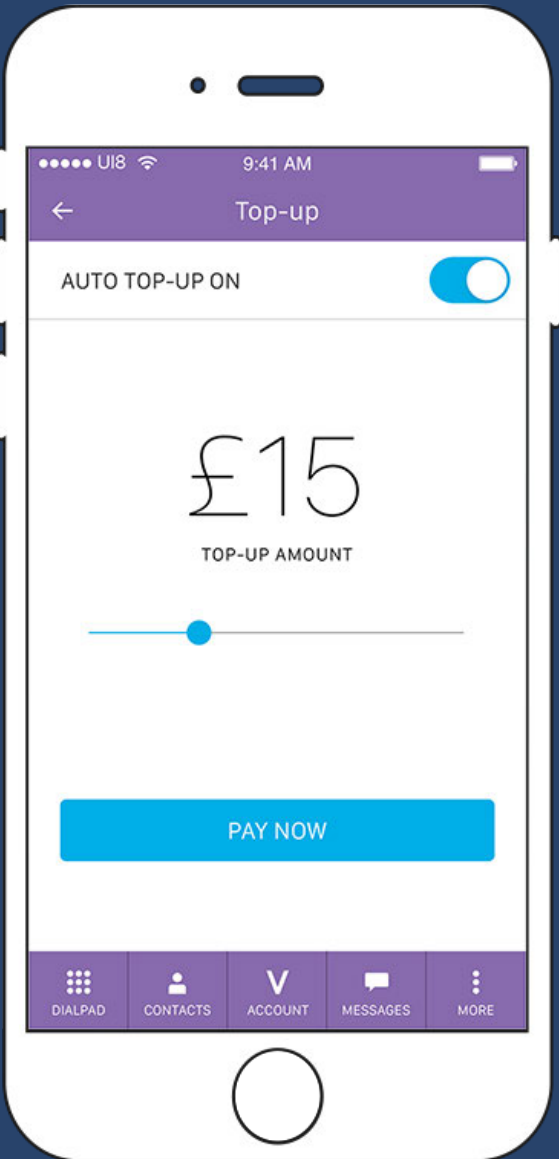 UI8 9:41 AM
Top-up
AUTO TOP-UP ON
£15
TOP-UP AMOUNT
PAY NOW
V
DIALPAD CONTACTS ACCOUNT MESSAGES MORE